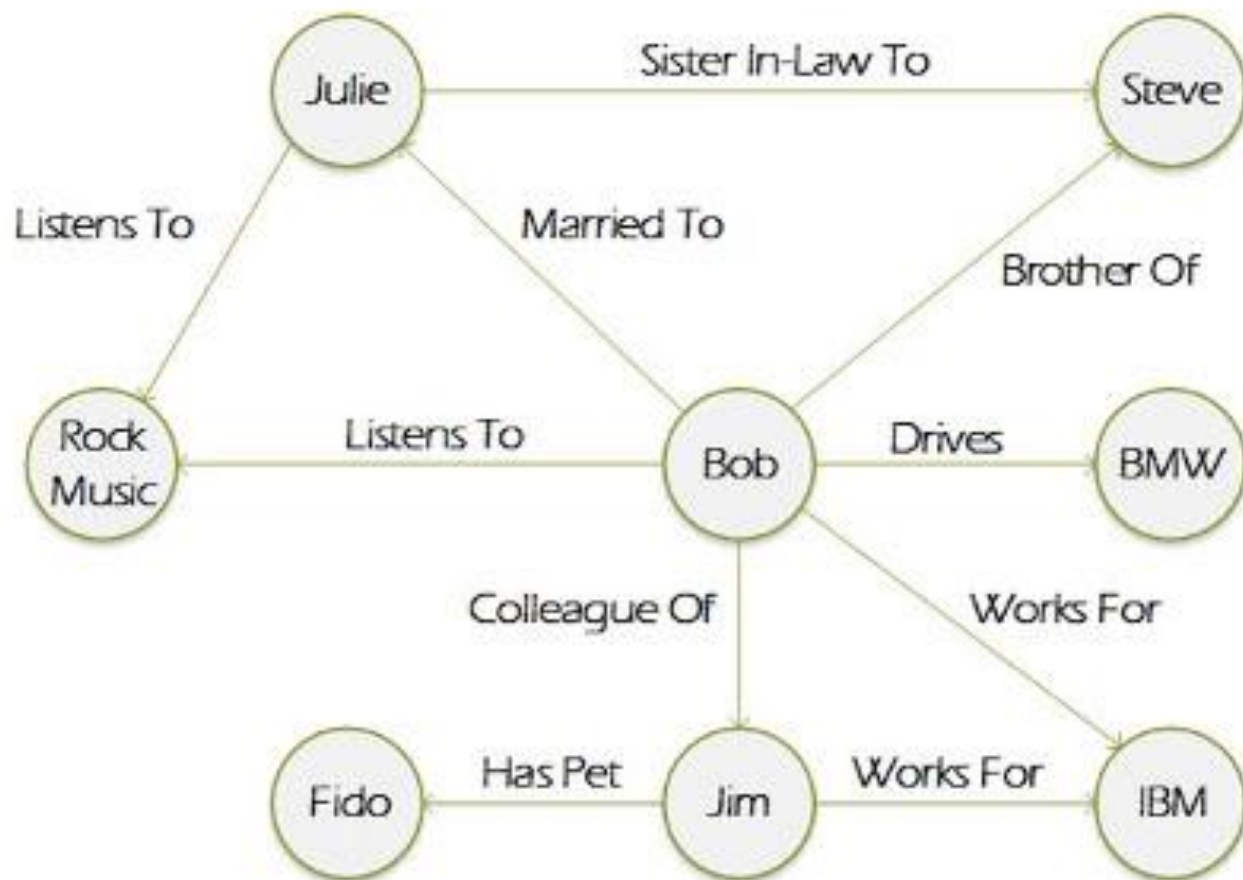 Sister In-Law To
Julie
Steve
Listens To
Married To
Brother Of
Rock
Music
Listens To
Bob
Drives
BMW
Colleague Of
Works For
Fido
Has Pet
Jim
Works For
IBM